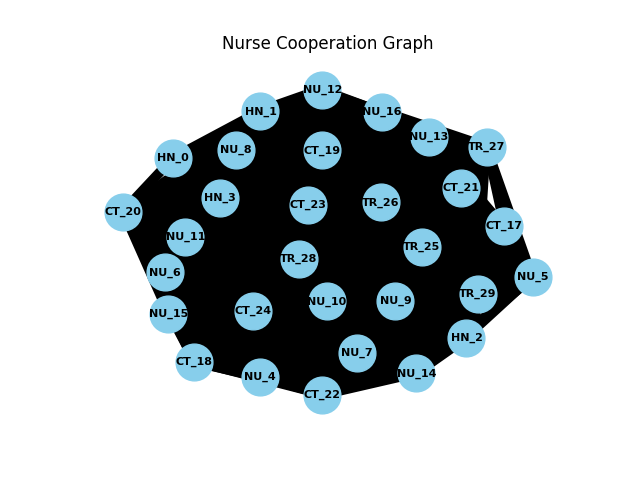 Nurse Cooperation Graph
NU_12
HN_1
NU_16
NU_13
TR_27
NU_8
CT_19
HN_0
CT_21
HN_3
TR_26
CT_23
CT_20
CT_17
NU_11
TR_25
TR_28
NU_6
NU_5
TR_29
NU_10
NU_9
CT_24
NU_15
HN_2
NU_7
CT_18
NU_14
NU_4
CT_22